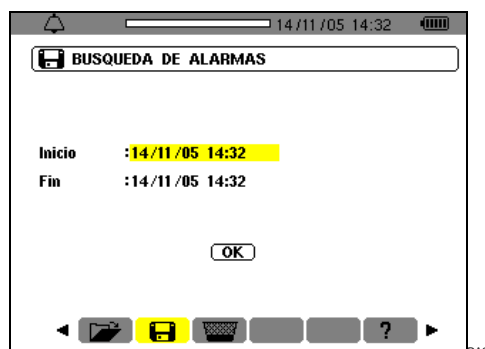 14/11/05 14:32
BUSQUEDA DE ALARMAS
Inicio :14/11/05 14:32
Fin :14/11/05 14:32
OK
?